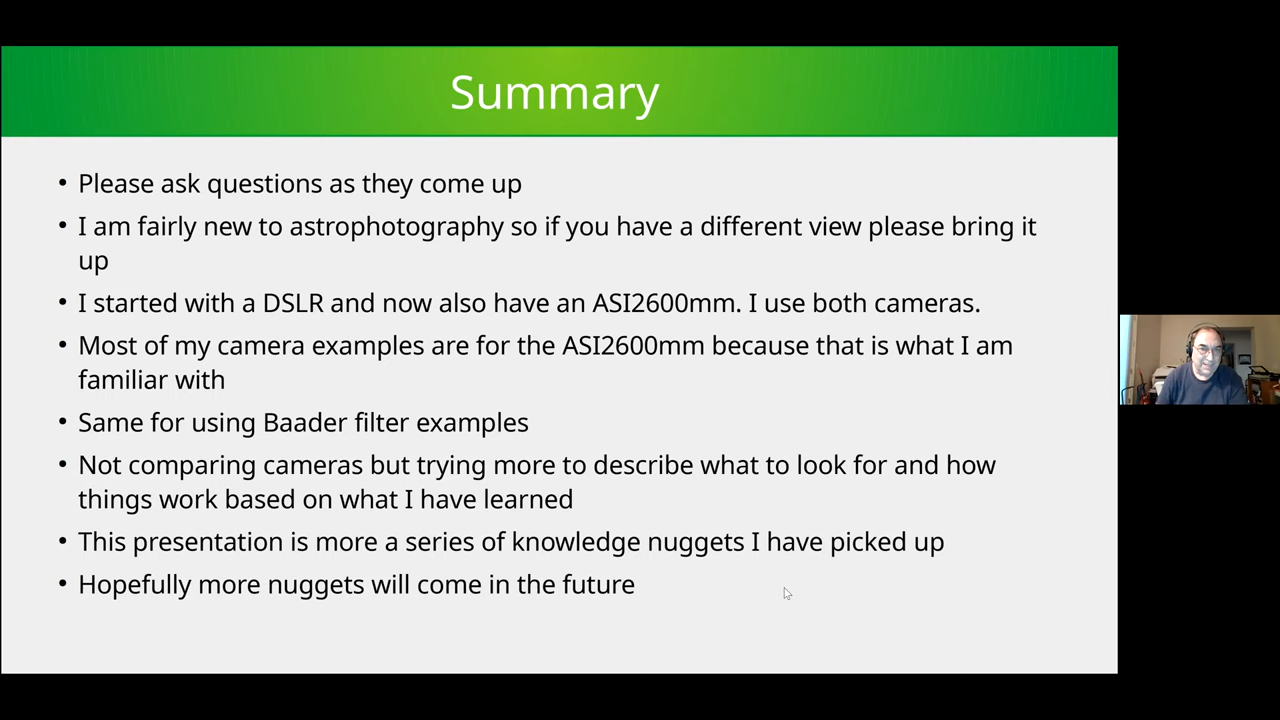 Summary
• Please ask questions as they come up
• I am fairly new to astrophotography so if you have a different view please bring it
up
• I started with a DSLR and now also have an ASI2600mm. I use both cameras.
• Most of my camera examples are for the ASI2600mm because that is what I am
familiar with
• Same for using Baader filter examples
• Not comparing cameras but trying more to describe what to look for and how
things work based on what I have learned
• This presentation is more a series of knowledge nuggets I have picked up
• Hopefully more nuggets will come in the future